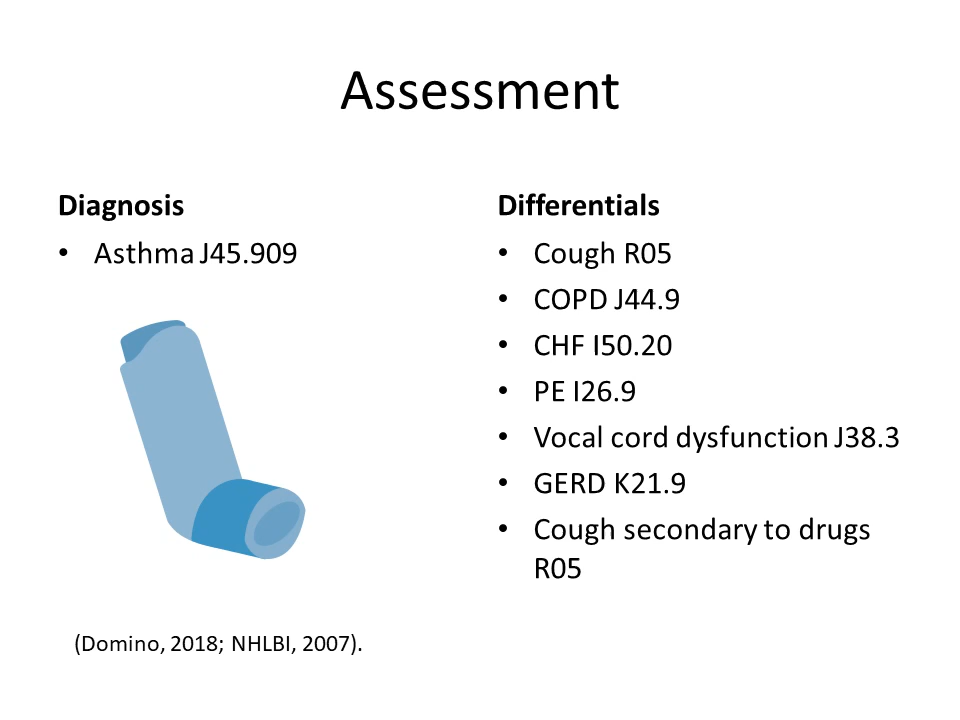 Assessment
Diagnosis
• Asthma J45.909
Differentials
• Cough R05
• COPD J44.9
• CHF I50.20
• PE I26.9
• Vocal cord dysfunction J38.3
• GERD K21.9
• Cough secondary to drugs
R05
(Domino, 2018; NHLBI, 2007).